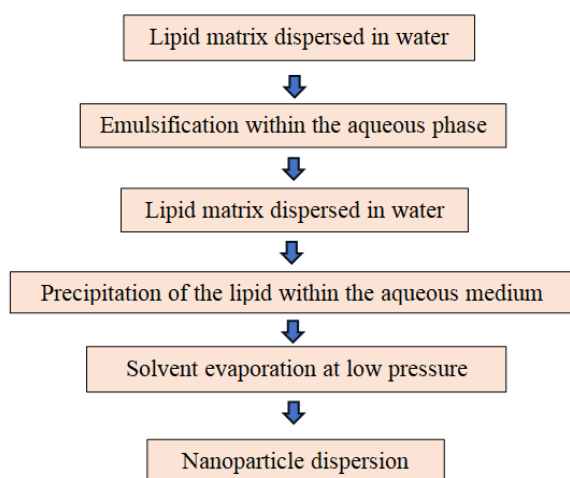 Lipid matrix dispersed in water
Emulsification within the aqueous phase
Lipid matrix dispersed in water
Precipitation of the lipid within the aqueous medium
Solvent evaporation at low pressure
Nanoparticle dispersion